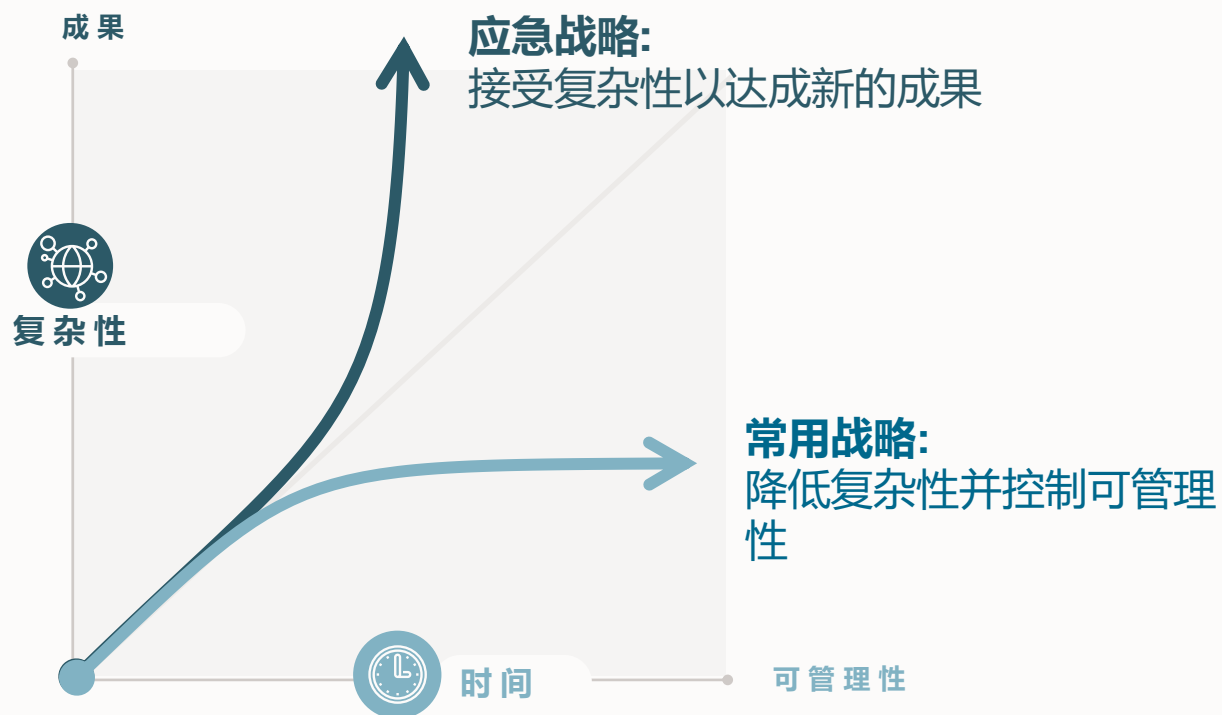 成果
应急战略:
接受复杂性以达成新的成果
复杂性
常用战略:
降低复杂性并控制可管理
性
时间
可管理性